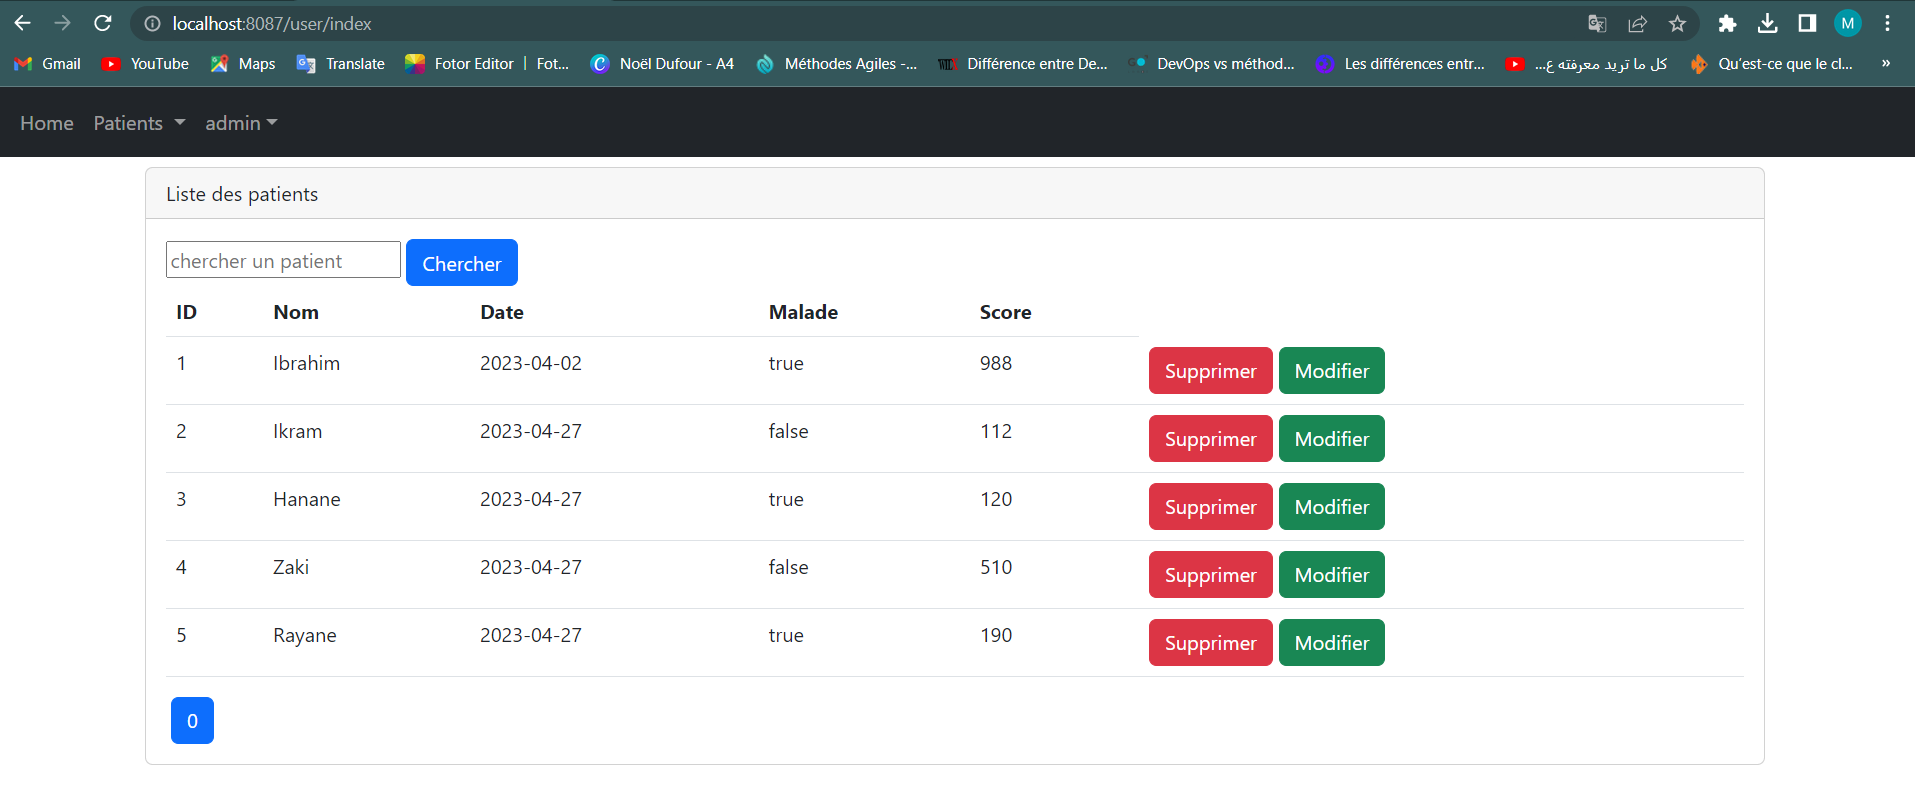 localhost:8087/user/index
M
Gmail YouTube Maps Translate Fotor Editor | Fot... Noël Dufour - A4 Méthodes Agiles -... Différence entre De... DevOps vs méthod... Les différences entr... كل ما تريد معرفته ع... Qu'est-ce que le cl... »
Home Patients admin
Liste des patients
chercher un patient Chercher
ID Nom Date Malade Score
1 Ibrahim 2023-04-02 true 988 Supprimer Modifier
2 Ikram 2023-04-27 false 112 Supprimer Modifier
3 Hanane 2023-04-27 true 120 Supprimer Modifier
4 Zaki 2023-04-27 false 510 Supprimer Modifier
5 Rayane 2023-04-27 true 190 Supprimer Modifier
0